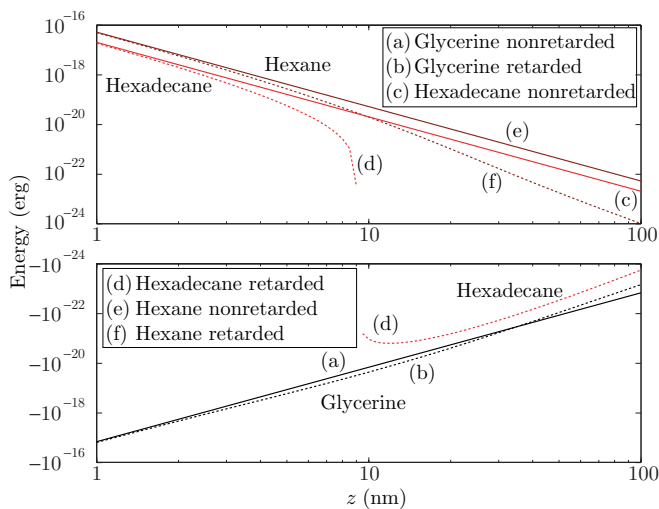 10^{-16}
10^{-18}
10^{-20}
10^{-22}
10^{-24}
Hexane
Hexadecane
(a) Glycerine nonretarded
(b) Glycerine retarded
(c) Hexadecane nonretarded
(e)
(d)
(f)
(c)
1
10
100
Energy (erg)
−10^{-24}
−10^{-22}
−10^{-20}
−10^{-18}
−10^{-16}
(d) Hexadecane retarded
(e) Hexane nonretarded
(f) Hexane retarded
Hexadecane
(d)
(a)
(b)
Glycerine
1
10
100
z (nm)